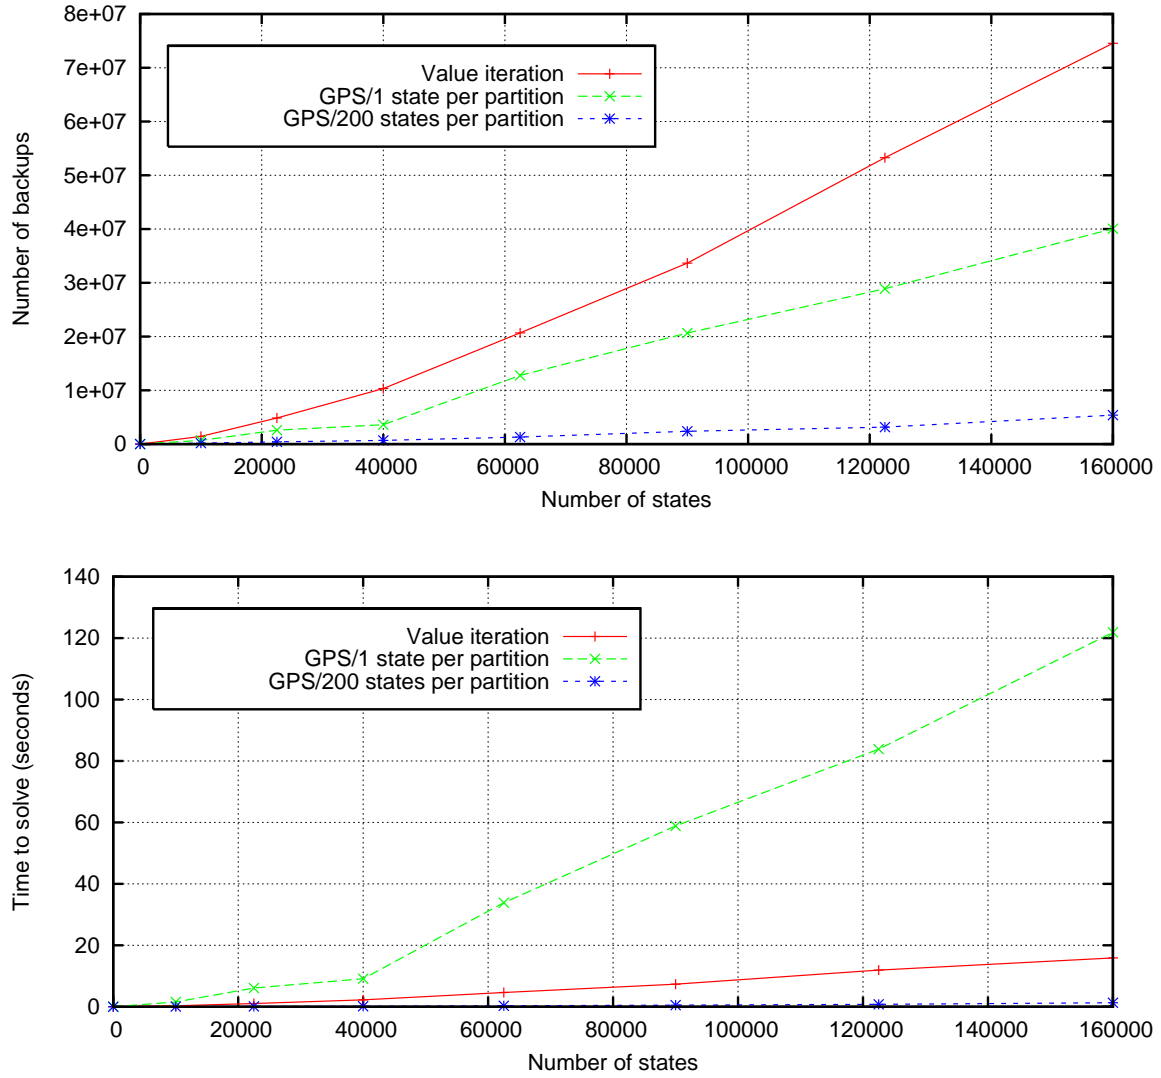 8e+07
7e+07
6e+07
5e+07
4e+07
3e+07
2e+07
1e+07
0
Number of backups
Value iteration
GPS/1 state per partition
GPS/200 states per partition
0 20000 40000 60000 80000 100000 120000 140000 160000
Number of states
140
120
100
80
60
40
20
0
Time to solve (seconds)
Value iteration
GPS/1 state per partition
GPS/200 states per partition
0 20000 40000 60000 80000 100000 120000 140000 160000
Number of states